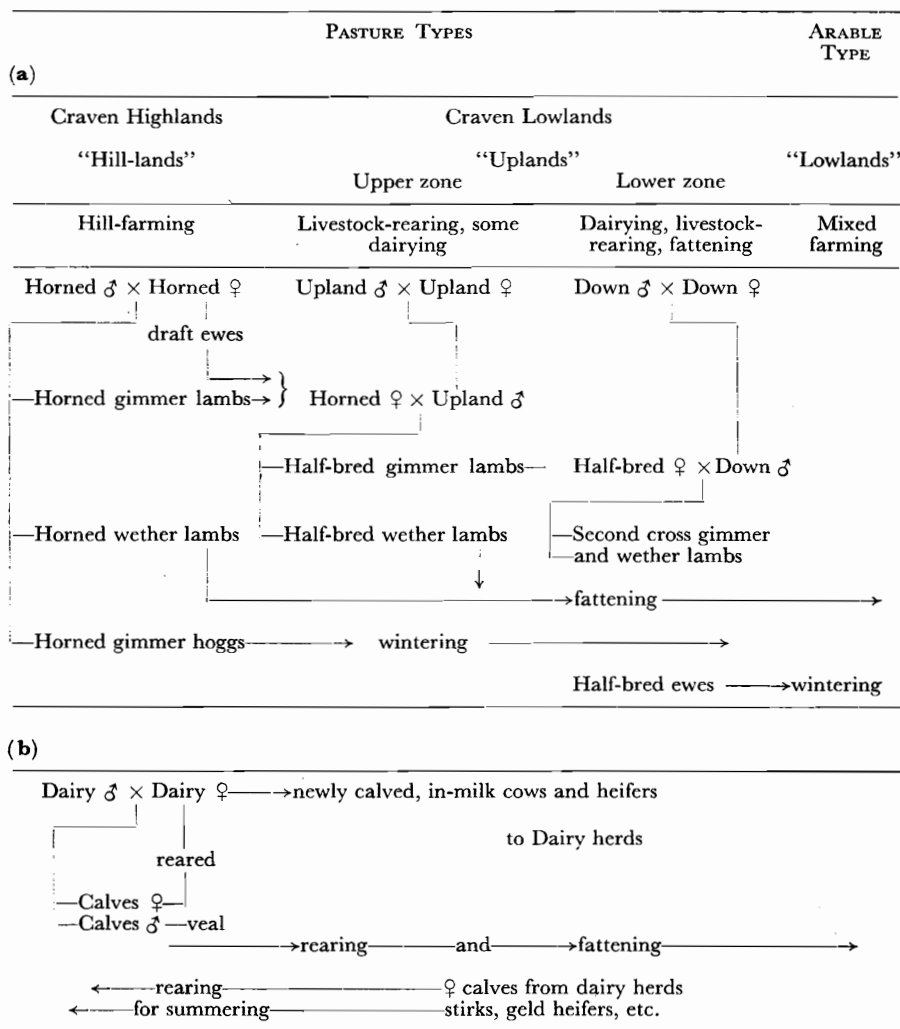 PASTURE TYPES ARABLE
TYPE
(a)
Craven Highlands Craven Lowlands
"Hill-lands" "Uplands" "Lowlands"
Upper zone Lower zone
Hill-farming Livestock-rearing, some Dairying, livestock- Mixed
dairying rearing, fattening farming
Horned ♂ × Horned ♀ Upland ♂ × Upland ♀ Down ♂ × Down ♀
draft ewes
Horned gimmer lambs→ } Horned ♀ × Upland ♂
Half-bred gimmer lambs Half-bred ♀ × Down ♂
Horned wether lambs Half-bred wether lambs Second cross gimmer
and wether lambs
→fattening→
Horned gimmer hoggs→ wintering →
Half-bred ewes →wintering
(b)
Dairy ♂ × Dairy ♀→newly calved, in-milk cows and heifers
to Dairy herds
reared
Calves ♀
Calves ♂—veal
→rearing—and→fattening→
←rearing←♀ calves from dairy herds
←for summering—stirks, geld heifers, etc.